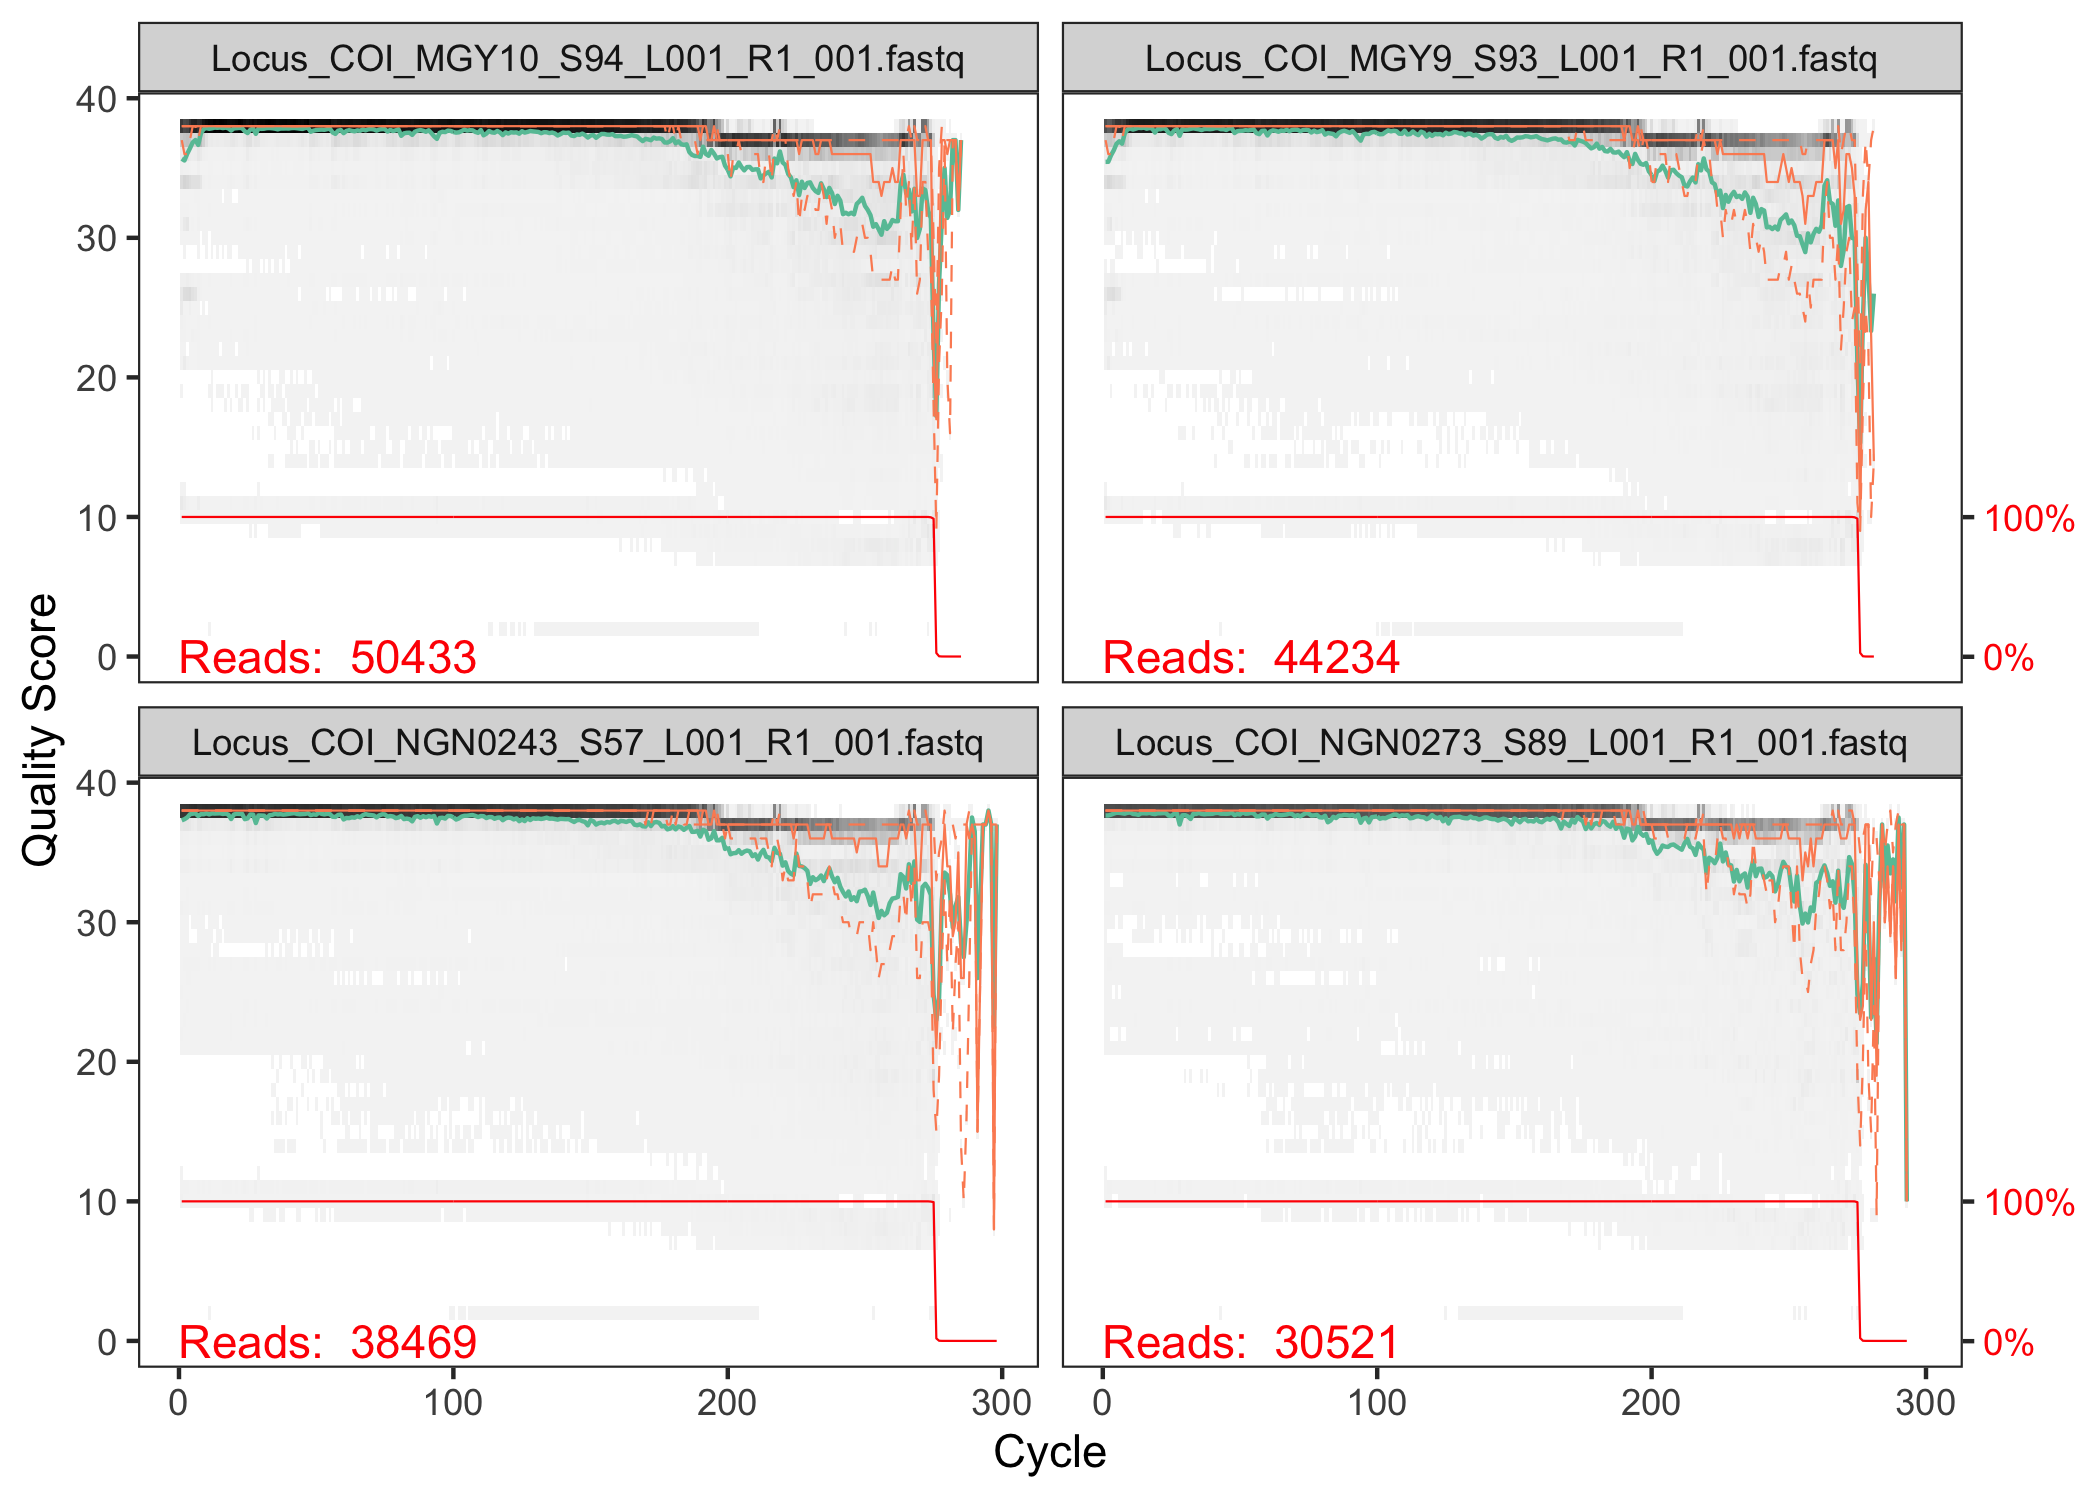 Locus_COI_MGY10_S94_L001_R1_001.fastq
Locus_COI_MGY9_S93_L001_R1_001.fastq
40
30
20
10
0
Reads: 50433
Reads: 44234
100%
0%
Quality Score
Locus_COI_NGN0243_S57_L001_R1_001.fastq
Locus_COI_NGN0273_S89_L001_R1_001.fastq
40
30
20
10
0
Reads: 38469
Reads: 30521
100%
0%
0 100 200 300
0 100 200 300
Cycle